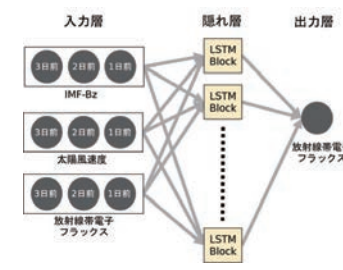 入力層 隠れ層 出力層
3日前 2日前 1日前
IMF-Bz
3日前 2日前 1日前
太陽風速度
3日前 2日前 1日前
放射線帯電子
フラックス
LSTM
Block
LSTM
Block
LSTM
Block
放射線帯電子
フラックス